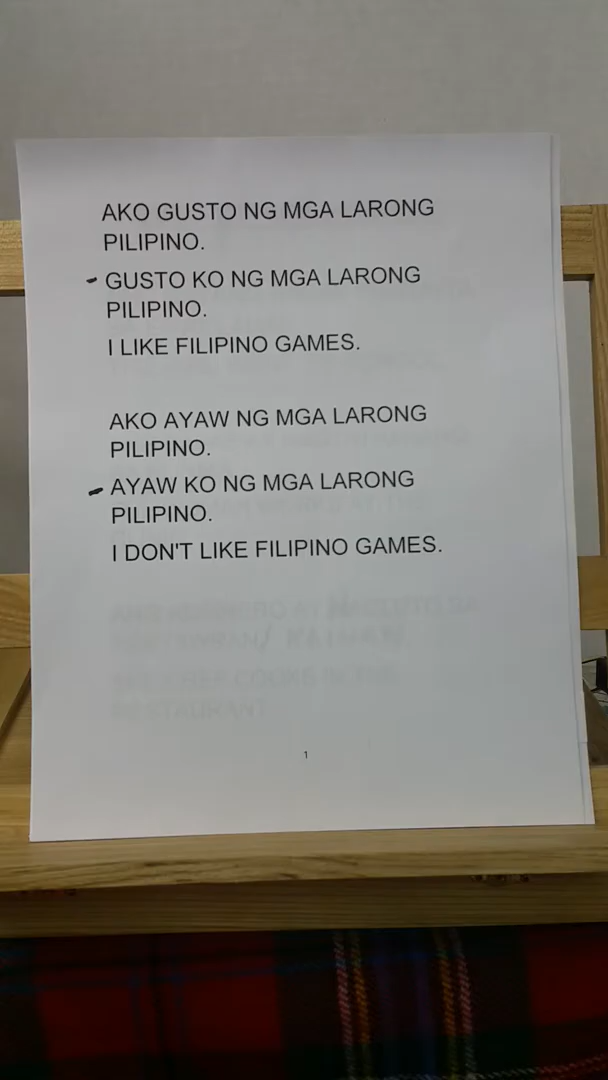 AKO GUSTO NG MGA LARONG
PILIPINO.
GUSTO KO NG MGA LARONG
PILIPINO.
I LIKE FILIPINO GAMES.
AKO AYAW NG MGA LARONG
PILIPINO.
AYAW KO NG MGA LARONG
PILIPINO.
I DON'T LIKE FILIPINO GAMES.
1